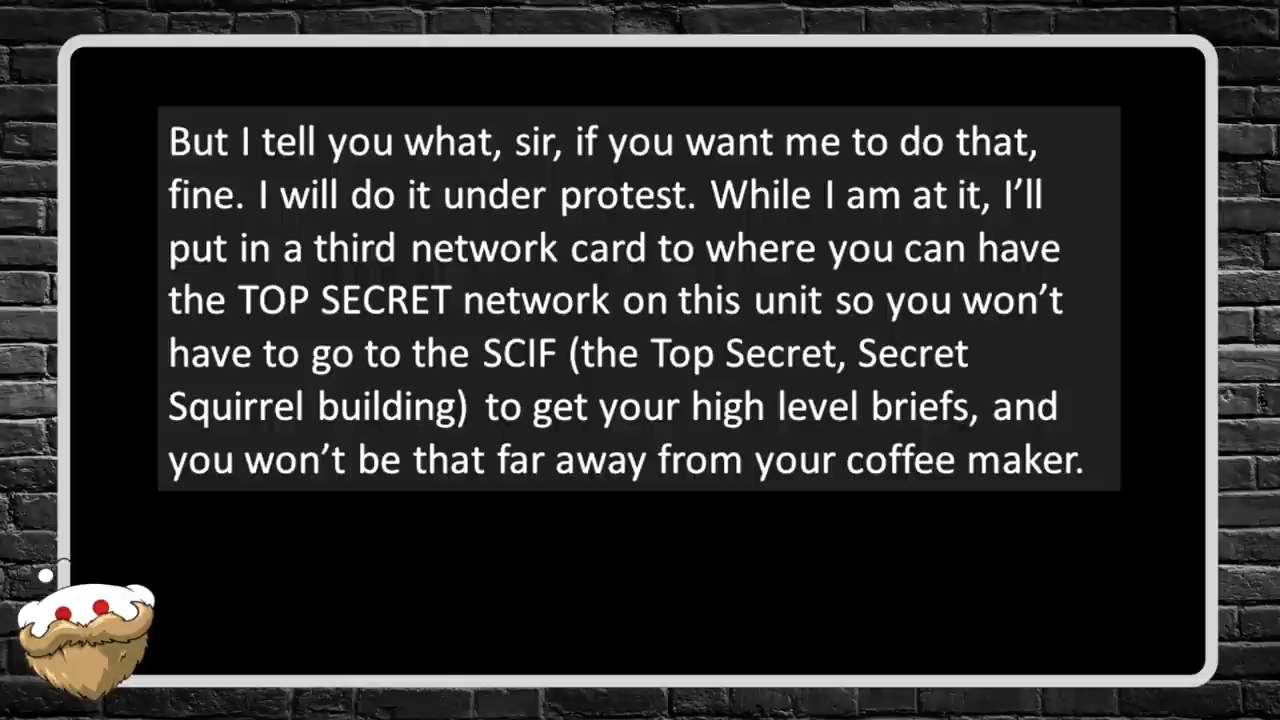 But I tell you what, sir, if you want me to do that,
fine. I will do it under protest. While I am at it, I’ll
put in a third network card to where you can have
the TOP SECRET network on this unit so you won’t
have to go to the SCIF (the Top Secret, Secret
Squirrel building) to get your high level briefs, and
you won’t be that far away from your coffee maker.